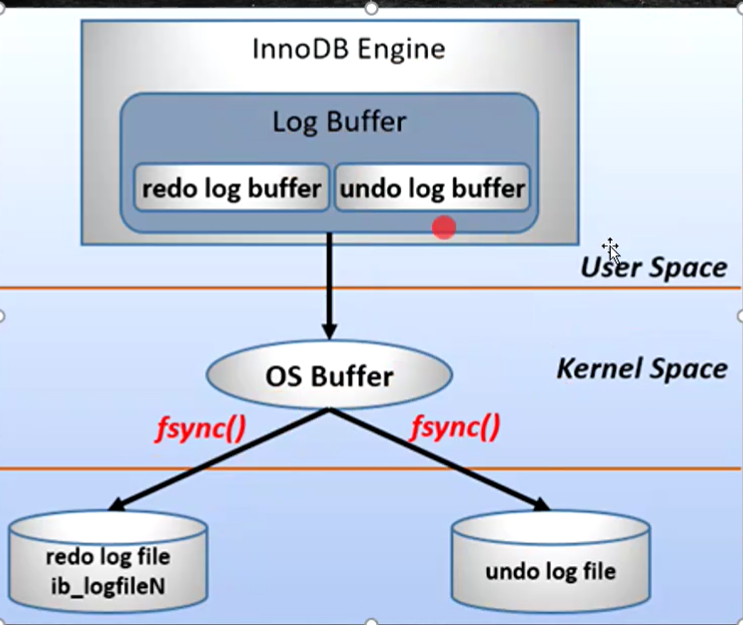 InnoDB Engine
Log Buffer
redo log buffer
undo log buffer
User Space
OS Buffer
Kernel Space
fsync()
fsync()
redo log file
ib_logfileN
undo log file